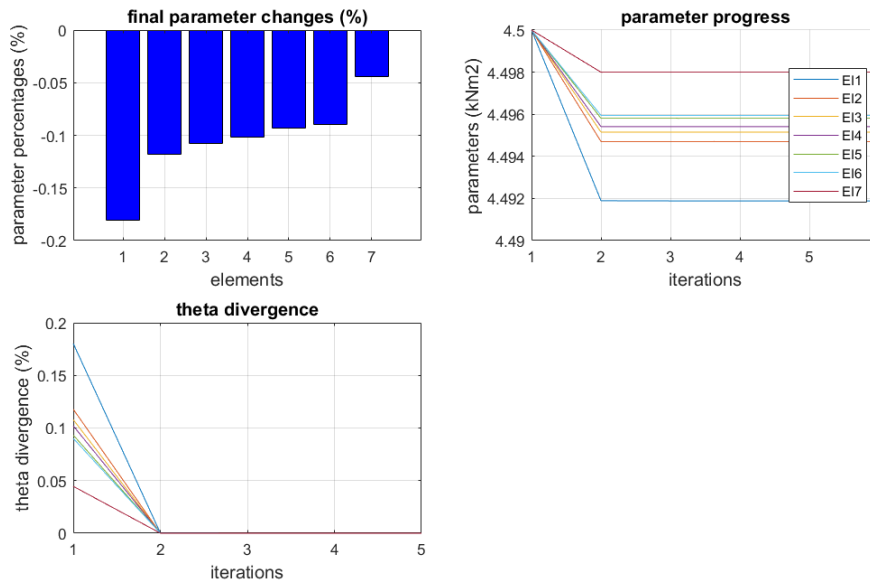 final parameter changes (%)
parameter percentages (%)
0
-0.05
-0.1
-0.15
-0.2
1 2 3 4 5 6 7
elements
parameter progress
parameters (kNm2)
4.5
4.498
4.496
4.494
4.492
4.49
1 2 3 4 5
iterations
EI1
EI2
EI3
EI4
EI5
EI6
EI7
theta divergence
theta divergence (%)
0.2
0.15
0.1
0.05
0
1 2 3 4 5
iterations